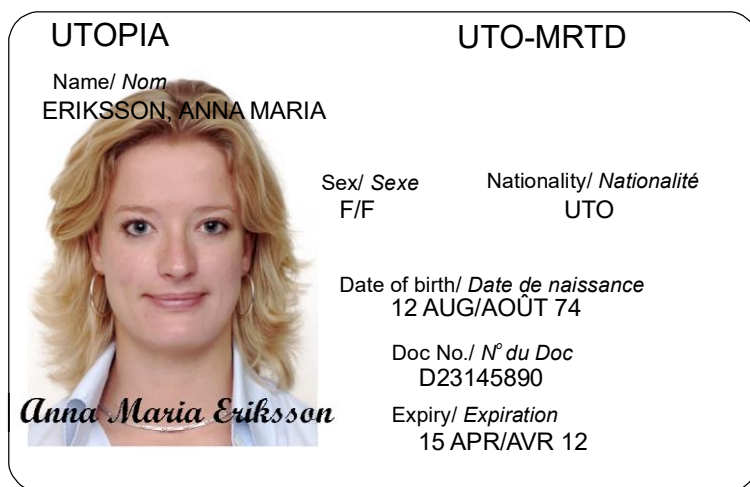 UTOPIA UTO-MRTD
Name/ Nom
ERIKSSON, ANNA MARIA
Sex/ Sexe Nationality/ Nationalité
F/F UTO
Date of birth/ Date de naissance
12 AUG/AOÛT 74
Doc No./ Nº du Doc
D23145890
Anna Maria Eriksson
Expiry/ Expiration
15 APR/AVR 12